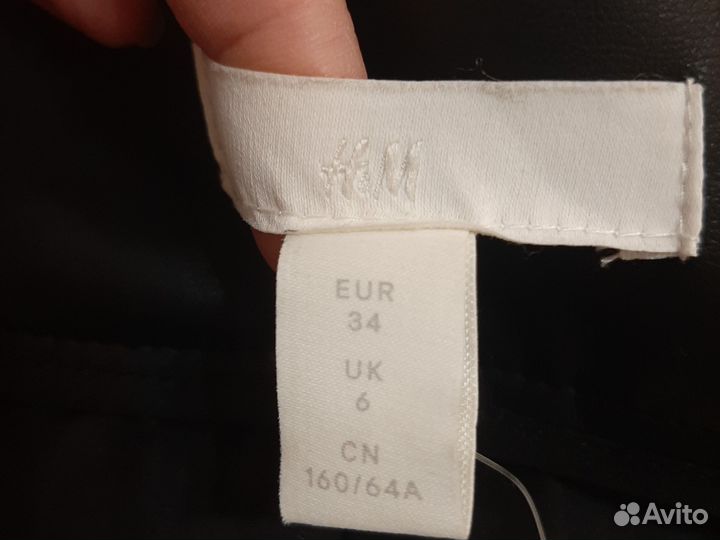 H&M
EUR
34
UK
6
CN
160/64A
Avito